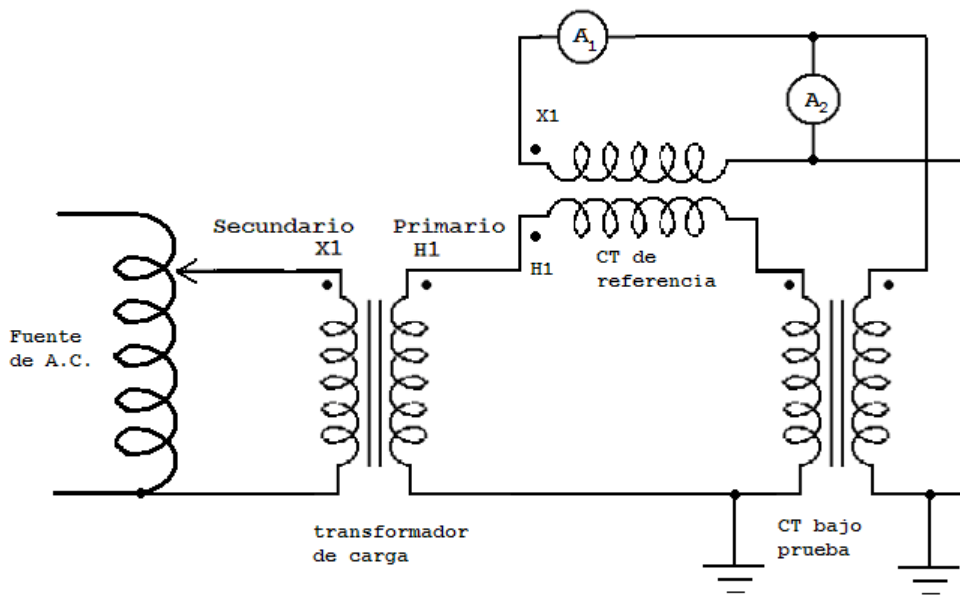 A1
A2
X1
Secundario
X1
Primario
H1
H1
CT de
referencia
Fuente
de A.C.
transformador
de carga
CT bajo
prueba